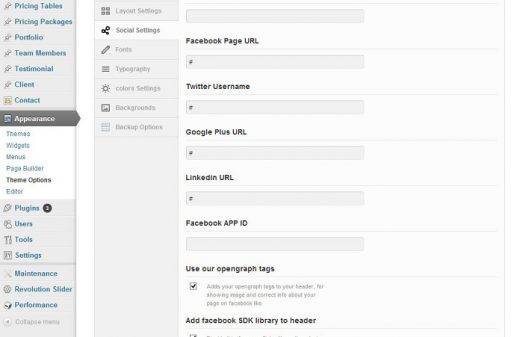 Pricing Tables
Pricing Packages
Portfolio
Team Members
Testimonial
Client
Contact
Appearance
Themes
Widgets
Menus
Page Builder
Theme Options
Editor
Plugins 3
Users
Tools
Settings
Maintenance
Revolution Slider
Performance
Collapse menu
Layout Settings
Social Settings
Fonts
Typography
colors Settings
Backgrounds
Backup Options
Facebook Page URL
#
Twitter Username
#
Google Plus URL
#
Linkedin URL
#
Facebook APP ID
Use our opengraph tags
Adds your opengraph tags to your header, for
showing image and correct info about your
page on facebook like.
Add facebook SDK library to header